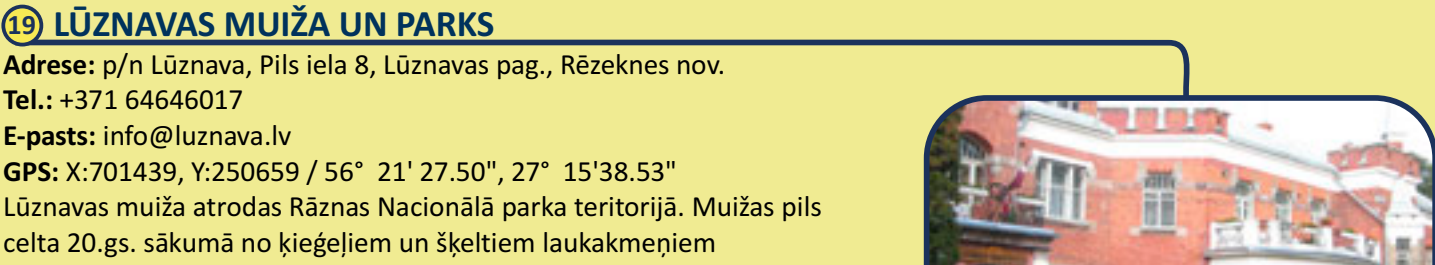 19 LŪZNAVAS MUIŽA UN PARKS
Adrese: p/n Lūznava, Pils iela 8, Lūznavas pag., Rēzeknes nov.
Tel.: +371 64646017
E-pasts: info@luznava.lv
GPS: X:701439, Y:250659 / 56° 21' 27.50", 27° 15'38.53"
Lūznavas muiža atrodas Rāznas Nacionālā parka teritorijā. Muižas pils
celta 20.gs. sākumā no ķieģeļiem un šķeltiem laukakmeņiem